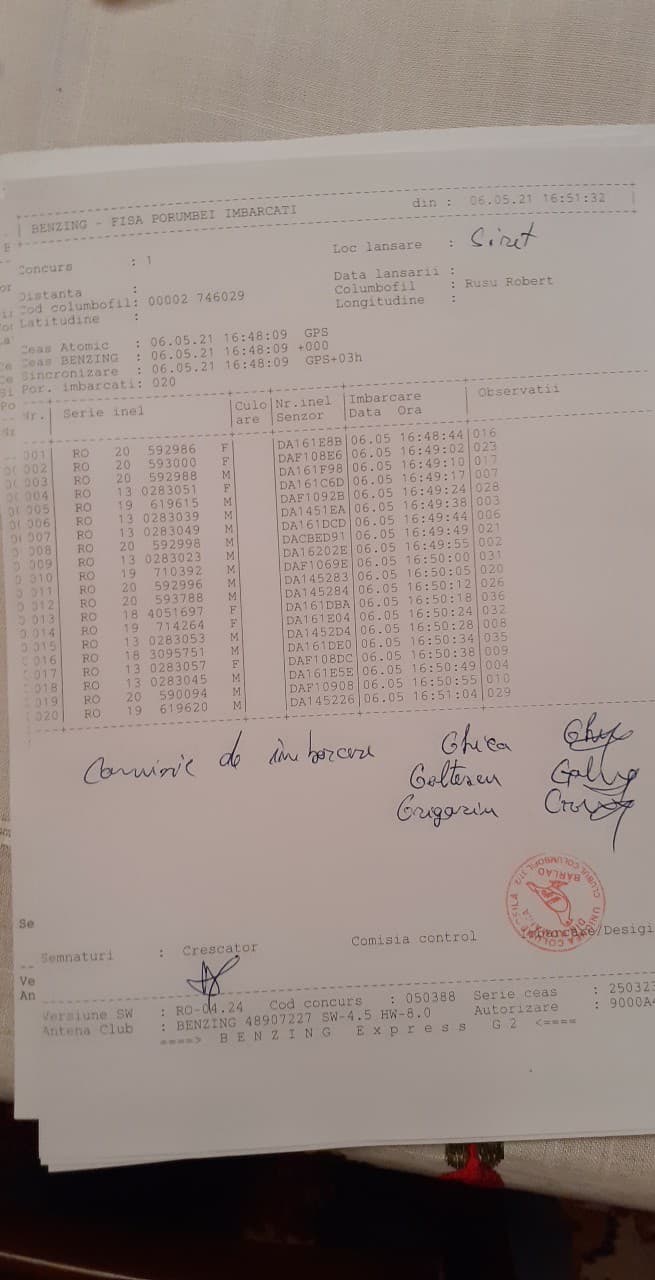 BENZING - FISA PORUMBEI IMBARCATI din : 06.05.21 16:51:32
Concurs : 1 Loc lansare : Siret
Distanta : Data lansarii :
Cod columbofil: 00002 746029 Columbofil : Rusu Robert
Latitudine : Longitudine :
Ceas Atomic : 06.05.21 16:48:09 GPS
Ceas BENZING : 06.05.21 16:48:09 +000
Sincronizare : 06.05.21 16:48:09 GPS+03h
Por. imbarcati: 020
Nr. Serie inel Culo Nr.inel Imbarcare Observatii
are Senzor Data Ora
001 RO 20 592986 F DA161E8B 06.05 16:48:44 016
002 RO 20 593000 F DAF108E6 06.05 16:49:02 023
003 RO 20 592988 M DA161F98 06.05 16:49:10 017
004 RO 13 0283051 F DA161C6D 06.05 16:49:17 007
005 RO 19 619615 M DAF1092B 06.05 16:49:24 028
006 RO 13 0283039 M DA1451EA 06.05 16:49:38 003
007 RO 13 0283049 M DA161DCD 06.05 16:49:44 006
008 RO 20 592998 M DACBED91 06.05 16:49:49 021
009 RO 13 0283023 M DA16202E 06.05 16:49:55 002
010 RO 19 710392 M DAF1069E 06.05 16:50:00 031
011 RO 20 592996 M DA145283 06.05 16:50:05 020
012 RO 20 593788 M DA145284 06.05 16:50:12 026
013 RO 18 4051697 F DA161DBA 06.05 16:50:18 036
014 RO 19 714264 F DA161E04 06.05 16:50:24 032
015 RO 13 0283053 M DA1452D4 06.05 16:50:28 008
016 RO 18 3095751 M DA161DE0 06.05 16:50:34 035
017 RO 13 0283057 F DAF108DC 06.05 16:50:38 009
018 RO 13 0283045 M DA161E5E 06.05 16:50:49 004
019 RO 20 590094 M DAF10908 06.05 16:50:55 010
020 RO 19 619620 M DA145226 06.05 16:51:04 029
Comisie de imbarcare Ghica
Goltescu
Grigoriu
CLUBUL COLUMBOFIL BARLAD
Semnaturi : Crescator Comisia control Imbarcare/Desigi
Versiune SW : RO-04.24 Cod concurs : 050388 Serie ceas : 250323
Antena Club : BENZING 48907227 SW-4.5 HW-8.0 Autorizare : 9000A4
====> B E N Z I N G E x p r e s s G 2 <====